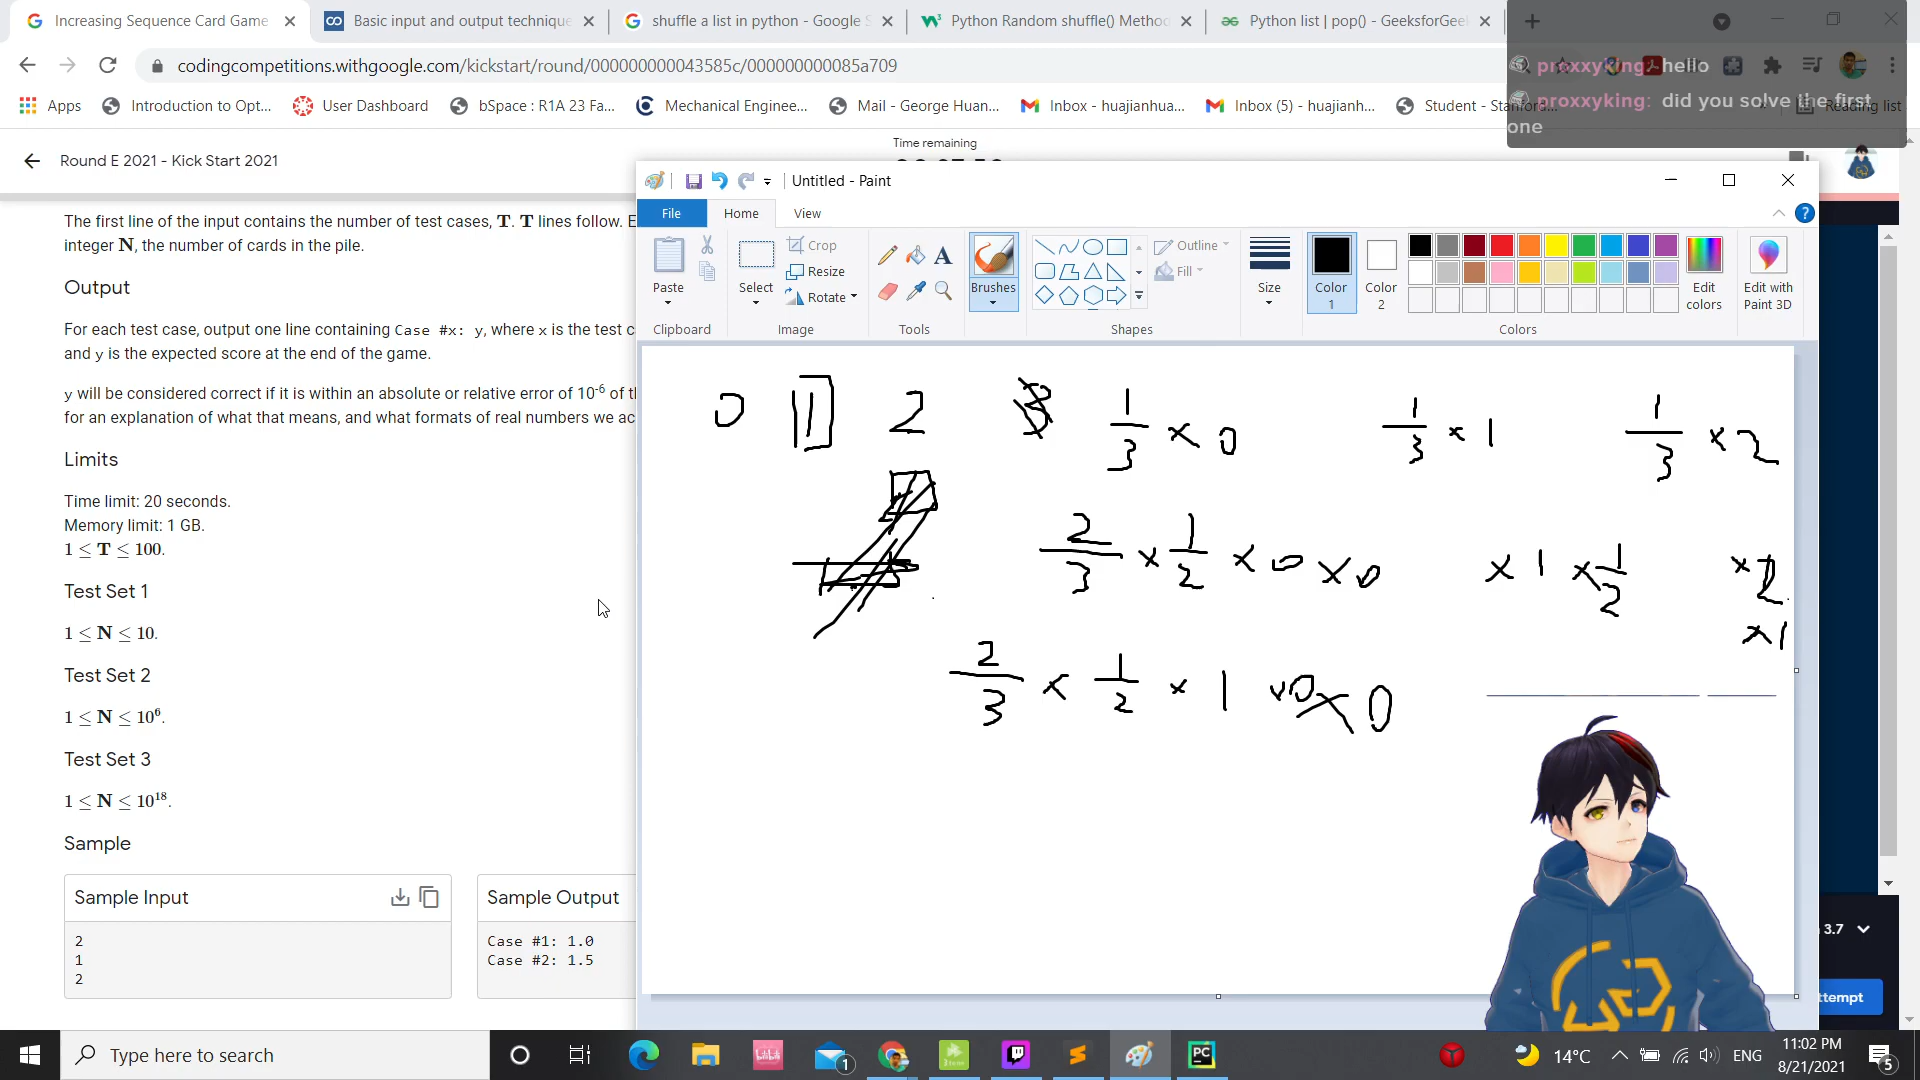 Increasing Sequence Card Game
Basic input and output technique
shuffle a list in python - Google S
Python Random shuffle() Metho
Python list | pop() - GeeksforGeek
codingcompetitions.withgoogle.com/kickstart/round/000000000043585c/000000000085a709
proxxyking: hello
Apps
Introduction to Opt...
User Dashboard
bSpace : R1A 23 Fa...
Mechanical Enginee...
Mail - George Huan...
Inbox - huajianhua...
Inbox (5) - huajianh...
Student - Stanfor...
Reading list
proxxyking: did you solve the first
one
Time remaining
Round E 2021 - Kick Start 2021
Untitled - Paint
File
Home
View
The first line of the input contains the number of test cases, T. T lines follow. E
integer N, the number of cards in the pile.
Output
For each test case, output one line containing Case #x: y, where x is the test c
and y is the expected score at the end of the game.
y will be considered correct if it is within an absolute or relative error of 10-6 of tl
for an explanation of what that means, and what formats of real numbers we ac
Limits
Time limit: 20 seconds.
Memory limit: 1 GB.
1 ≤ T ≤ 100.
Test Set 1
1 ≤ N ≤ 10.
Test Set 2
1 ≤ N ≤ 10^6.
Test Set 3
1 ≤ N ≤ 10^18.
Sample
Sample Input
2
1
2
Sample Output
Case #1: 1.0
Case #2: 1.5
Paste
Clipboard
Select
Crop
Resize
Rotate
Image
Tools
Brushes
Outline
Fill
Shapes
Size
Color 1
Color 2
Edit colors
Edit with Paint 3D
Colors
0 1 2 3 1/3 × 0 1/3 × 1 1/3 × 2
2/3 × 1/2 × 0 × 0 × 1 × 1/2 × 2
× 1
2/3 × 1/2 × 1 × 0 × 0
3.7
ttempt
Type here to search
14°C
ENG
11:02 PM
8/21/2021
1
5